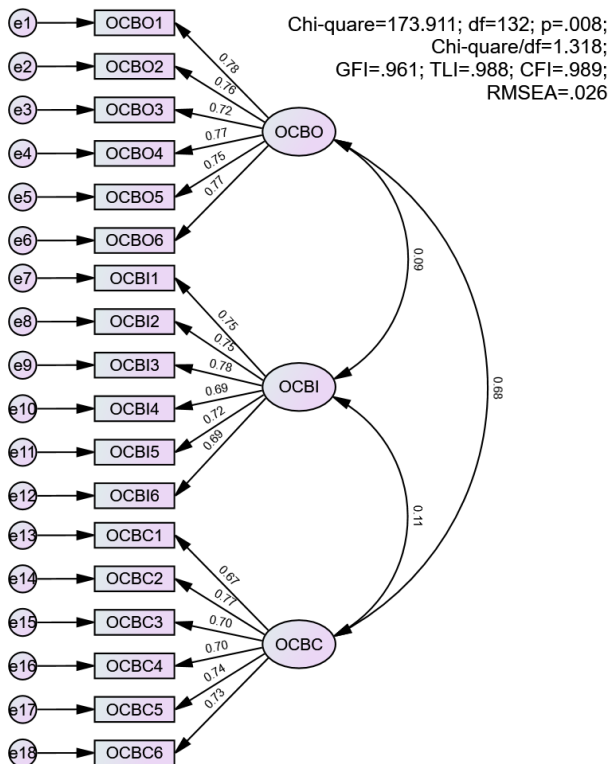 Chi-quare=173.911; df=132; p=.008;
Chi-quare/df=1.318;
GFI=.961; TLI=.988; CFI=.989;
RMSEA=.026
e1
OCBO1
e2
OCBO2
e3
OCBO3
e4
OCBO4
e5
OCBO5
e6
OCBO6
0.78
0.76
0.72
0.77
0.75
0.77
OCBO
e7
OCBI1
e8
OCBI2
e9
OCBI3
e10
OCBI4
e11
OCBI5
e12
OCBI6
0.75
0.75
0.78
0.69
0.72
0.69
OCBI
e13
OCBC1
e14
OCBC2
e15
OCBC3
e16
OCBC4
e17
OCBC5
e18
OCBC6
0.67
0.77
0.70
0.70
0.74
0.73
OCBC
0.09
0.68
0.11